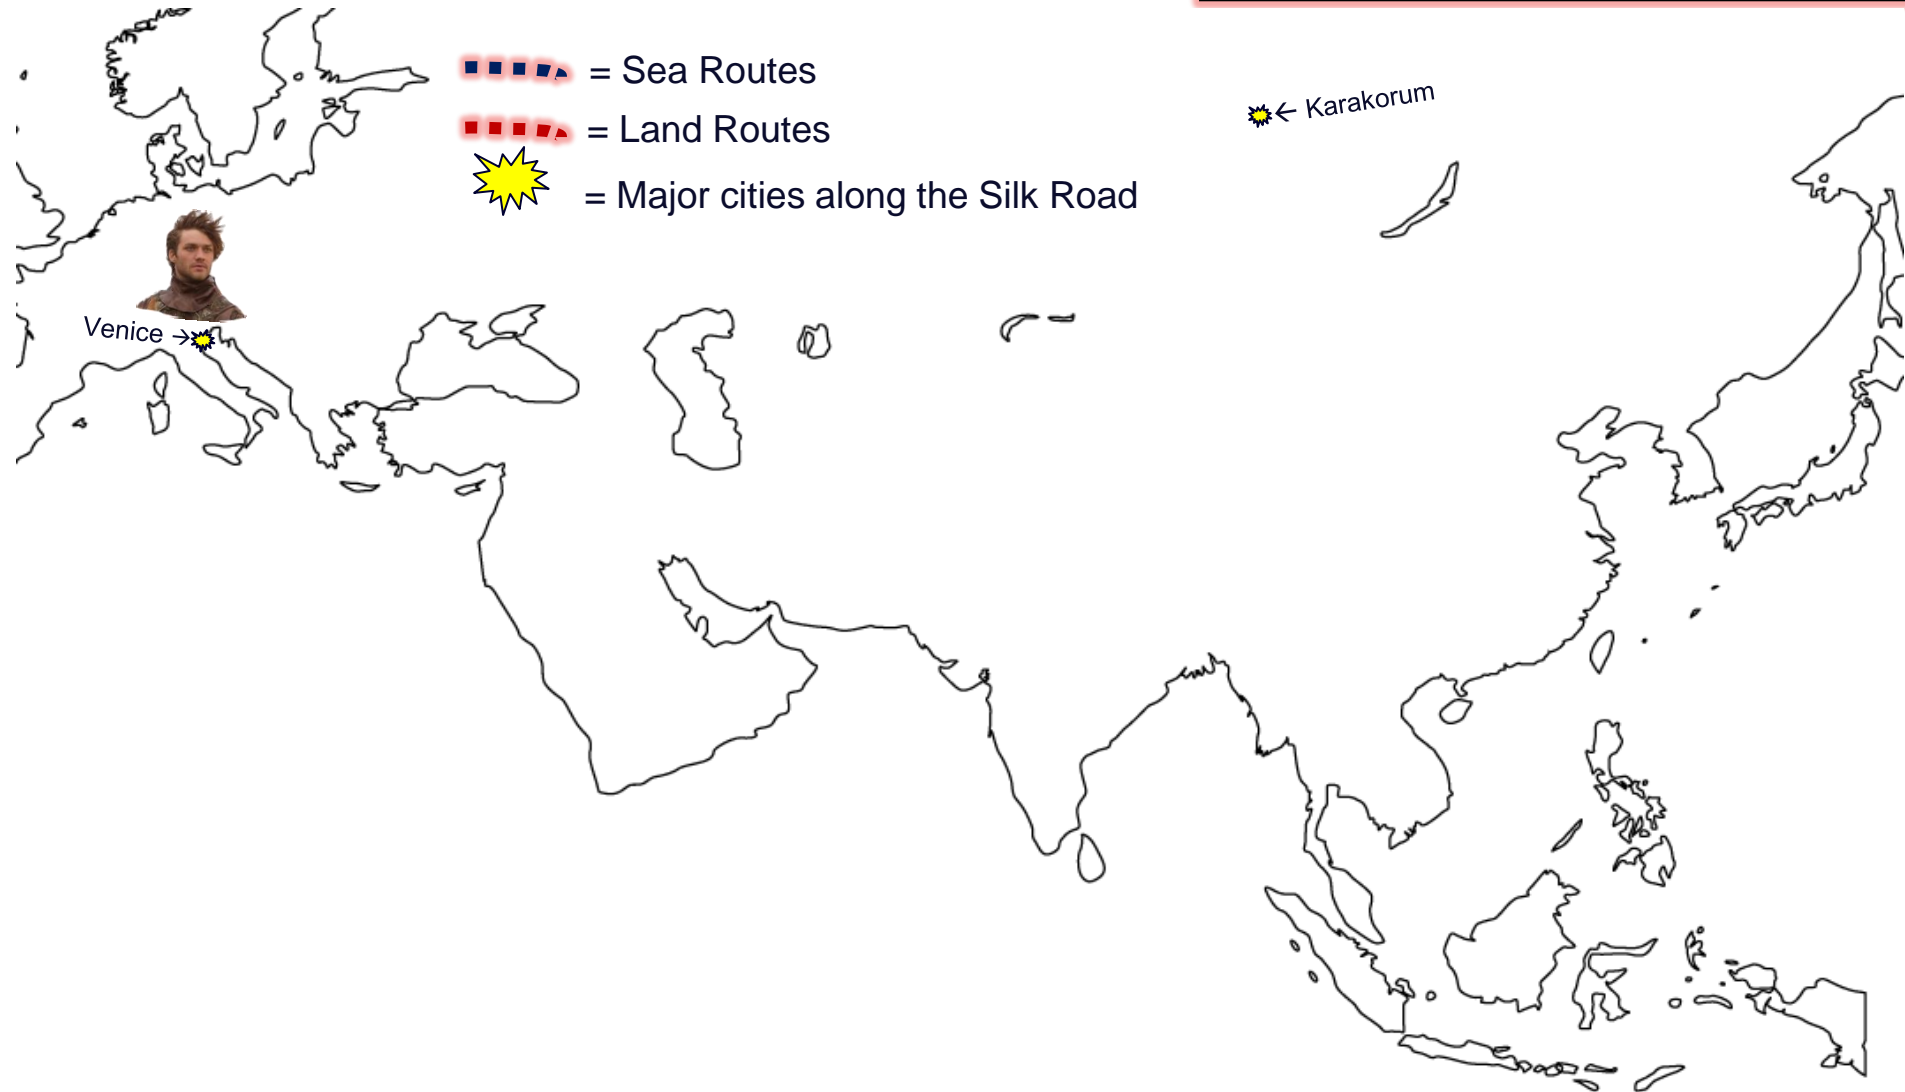 = Sea Routes
← Karakorum
= Land Routes
= Major cities along the Silk Road
Venice →